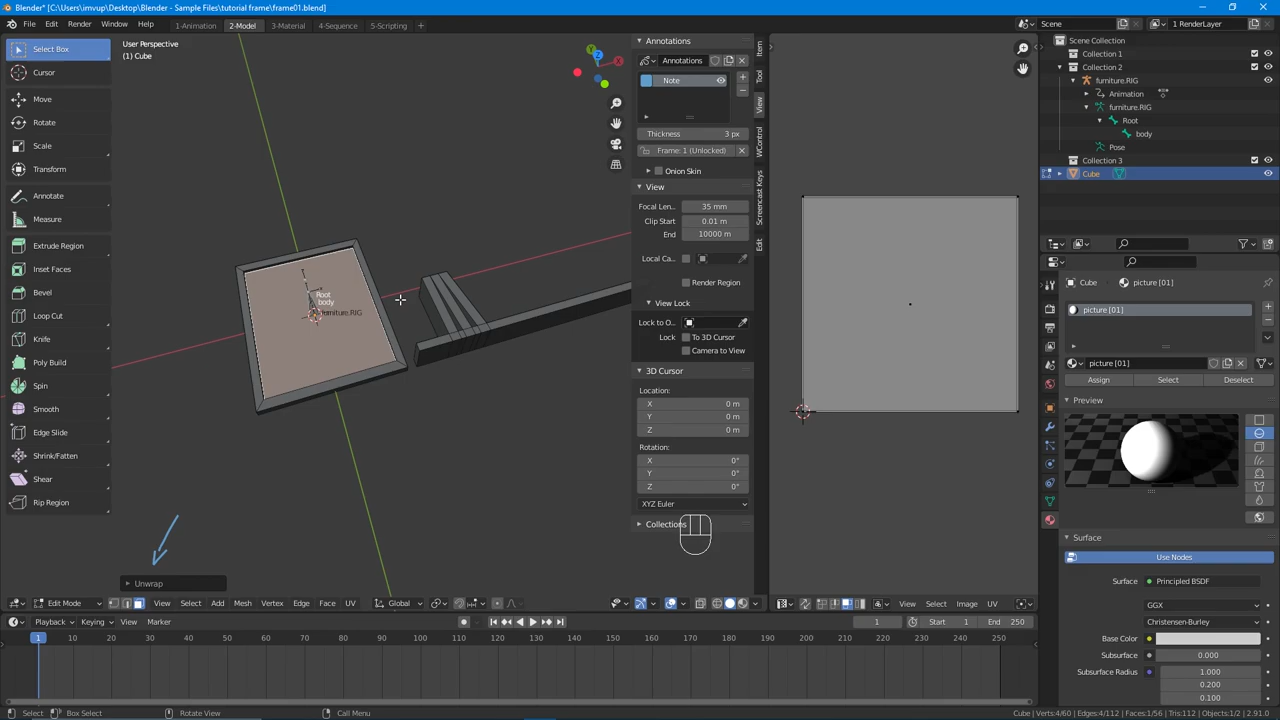 Blender* [C:\Users\imvup\Desktop\Blender - Sample Files\tutorial frame\frame01.blend]
File Edit Render Window Help 1-Animation 2-Model 3-Material 4-Sequence 5-Scripting Scene 1 RenderLayer
Select Box
Cursor
Move
Rotate
Scale
Transform
Annotate
Measure
Extrude Region
Inset Faces
Bevel
Loop Cut
Knife
Poly Build
Spin
Smooth
Edge Slide
Shrink/Fatten
Shear
Rip Region
User Perspective
(1) Cube
Z
Y
X
Root
body
furniture.RIG
Unwrap
Annotations
Annotations
Note
Thickness 3 px
Frame: 1 (Unlocked)
Onion Skin
View
Focal Len... 35 mm
Clip Start 0.01 m
End 10000 m
Local Ca...
Render Region
View Lock
Lock to O...
Lock To 3D Cursor
Camera to View
3D Cursor
Location:
X 0 m
Y 0 m
Z 0 m
Rotation:
X 0°
Y 0°
Z 0°
XYZ Euler
Collections
Item
Tool
View
WControl
Screencast Keys
Edit
Scene Collection
Collection 1
Collection 2
furniture.RIG
Animation
furniture.RIG
Root
body
Pose
Collection 3
Cube
Cube picture [01]
picture [01]
picture [01]
Assign Select Deselect
Preview
Surface
Use Nodes
Surface Principled BSDF
GGX
Christensen-Burley
Base Color
Subsurface 0.000
Subsurface Radius 1.000
0.200
0.100
Edit Mode View Select Add Mesh Vertex Edge Face UV Global View Select Image UV
Playback Keying View Marker 1 Start 1 End 250
1 10 20 30 40 50 60 70 80 90 100 110 120 130 140 150 160 170 180 190 200 210 220 230 240 250
Select Box Select Rotate View Call Menu Cube | Verts:4/60 | Edges:4/112 | Faces:1/56 | Tris:112 | Objects:1/2 | 2.91.0